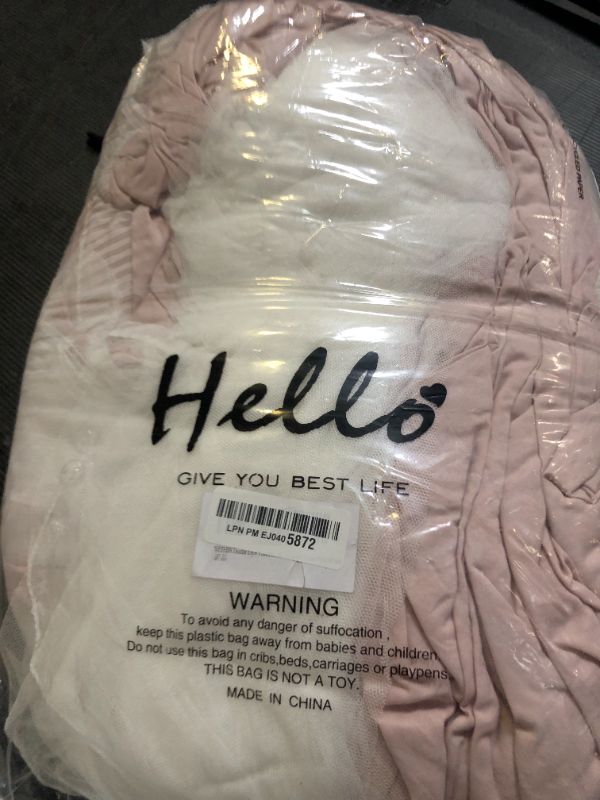 Hello
GIVE YOU BEST LIFE
LPN PM EJ040 5872
WARNING
To avoid any danger of suffocation ,
keep this plastic bag away from babies and children.
Do not use this bag in cribs,beds,carriages or playpens.
THIS BAG IS NOT A TOY.
MADE IN CHINA